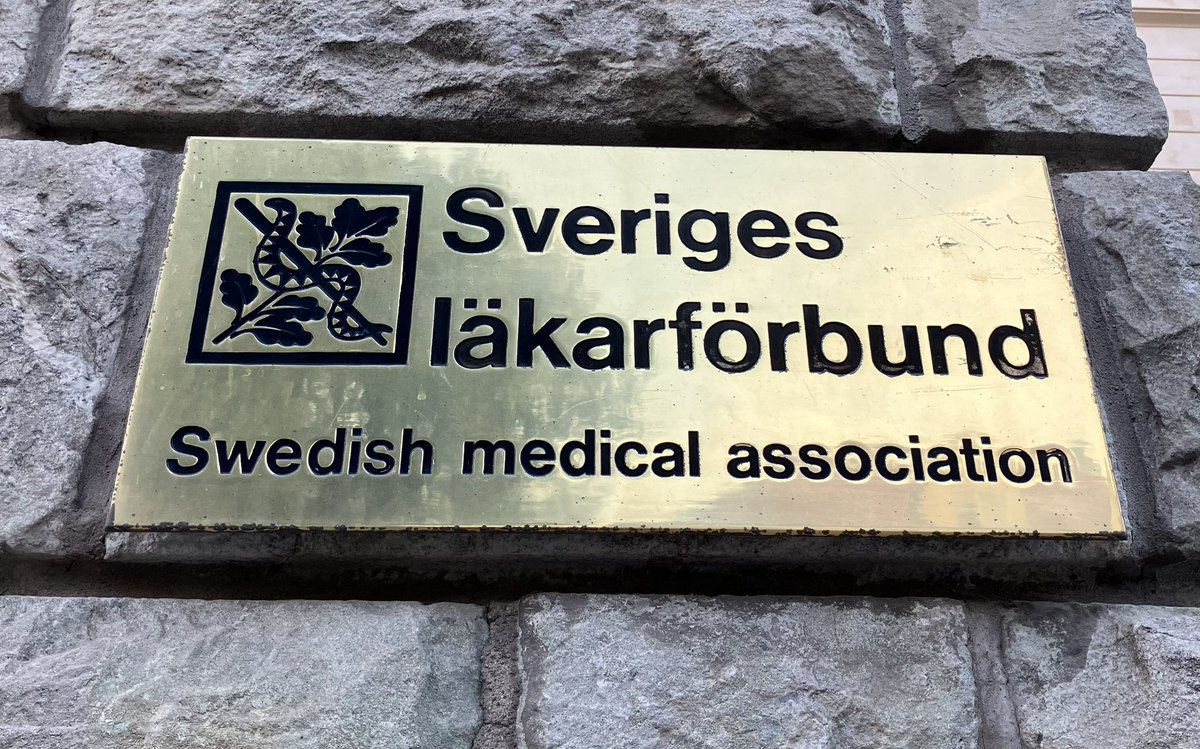 Sveriges
läkarförbund
Swedish medical association